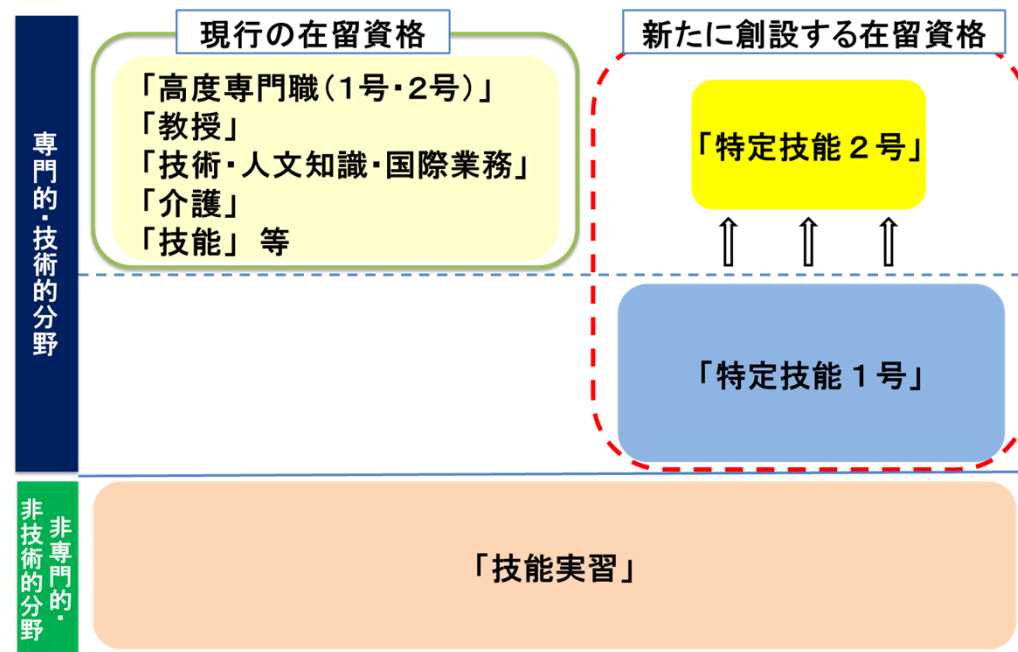 現行の在留資格
新たに創設する在留資格
専門的・技術的分野
「高度専門職(1号・2号)」
「教授」
「技術・人文知識・国際業務」
「介護」
「技能」 等
「特定技能2号」
「特定技能1号」
非専門的・
非技術的分野
「技能実習」